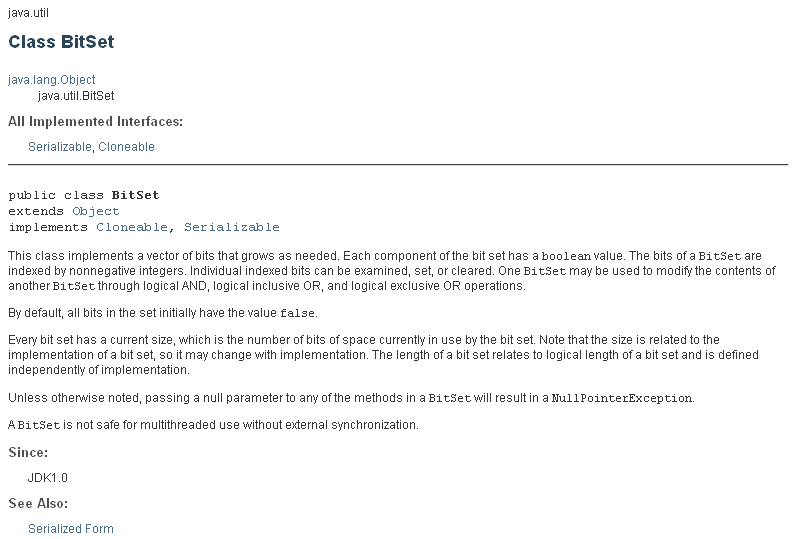 java.util
Class BitSet
java.lang.Object
java.util.BitSet
All Implemented Interfaces:
Serializable, Cloneable
public class BitSet
extends Object
implements Cloneable, Serializable
This class implements a vector of bits that grows as needed. Each component of the bit set has a boolean value. The bits of a BitSet are
indexed by nonnegative integers. Individual indexed bits can be examined, set, or cleared. One BitSet may be used to modify the contents of
another BitSet through logical AND, logical inclusive OR, and logical exclusive OR operations.
By default, all bits in the set initially have the value false.
Every bit set has a current size, which is the number of bits of space currently in use by the bit set. Note that the size is related to the
implementation of a bit set, so it may change with implementation. The length of a bit set relates to logical length of a bit set and is defined
independently of implementation.
Unless otherwise noted, passing a null parameter to any of the methods in a BitSet will result in a NullPointerException.
A BitSet is not safe for multithreaded use without external synchronization.
Since:
JDK1.0
See Also:
Serialized Form